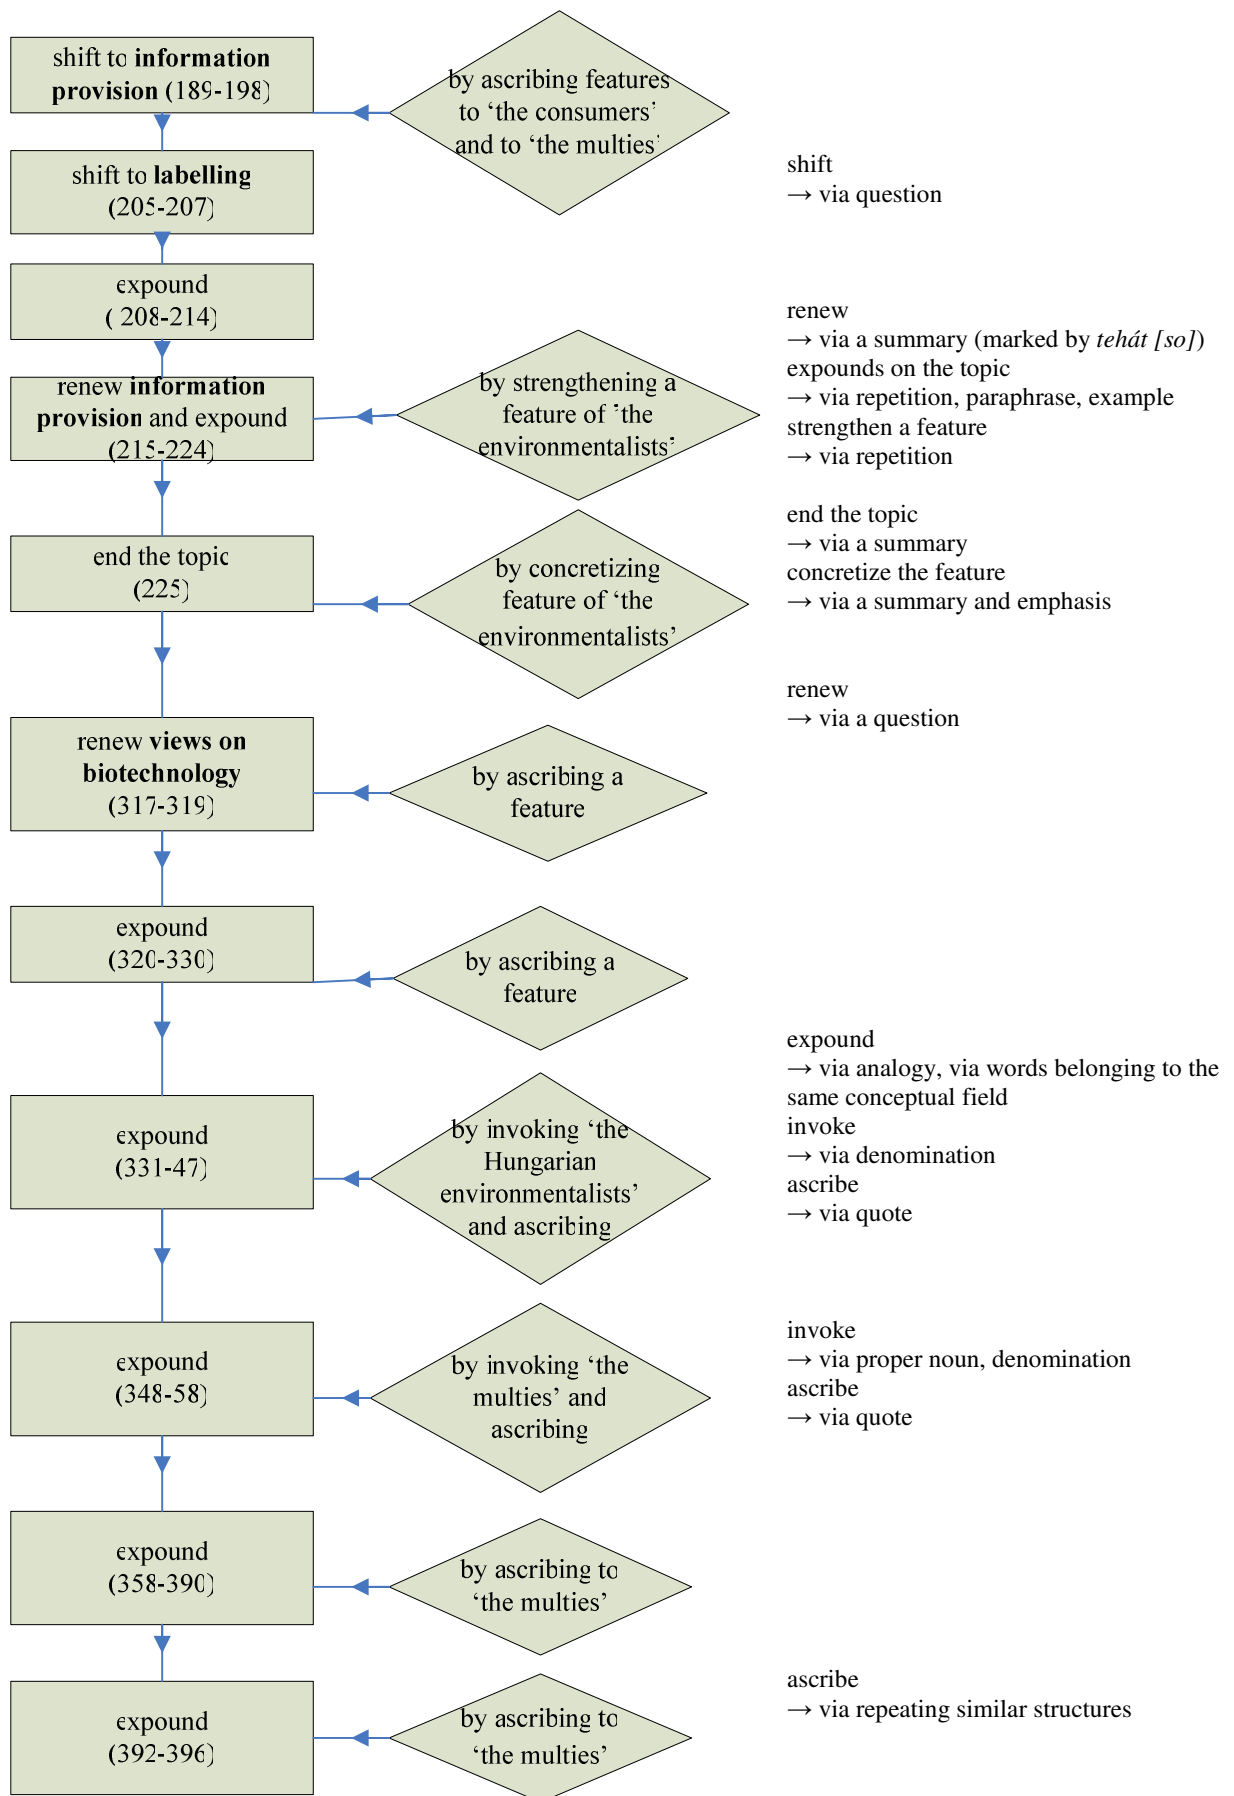 shift to information
provision (189-198)
by ascribing features
to ‘the consumers’
and to ‘the multies’
shift to labelling
(205-207)
shift
→ via question
expound
( 208-214)
renew information
provision and expound
(215-224)
by strengthening a
feature of ’the
environmentalists’
renew
→ via a summary (marked by tehát [so])
expounds on the topic
→ via repetition, paraphrase, example
strengthen a feature
→ via repetition
end the topic
(225)
by concretizing
feature of ‘the
environmentalists’
end the topic
→ via a summary
concretize the feature
→ via a summary and emphasis
renew views on
biotechnology
(317-319)
by ascribing a
feature
renew
→ via a question
expound
(320-330)
by ascribing a
feature
expound
(331-47)
by invoking ‘the
Hungarian
environmentalists’
and ascribing
expound
→ via analogy, via words belonging to the
same conceptual field
invoke
→ via denomination
ascribe
→ via quote
expound
(348-58)
by invoking ‘the
multies’ and
ascribing
invoke
→ via proper noun, denomination
ascribe
→ via quote
expound
(358-390)
by ascribing to
‘the multies’
expound
(392-396)
by ascribing to
‘the multies’
ascribe
→ via repeating similar structures